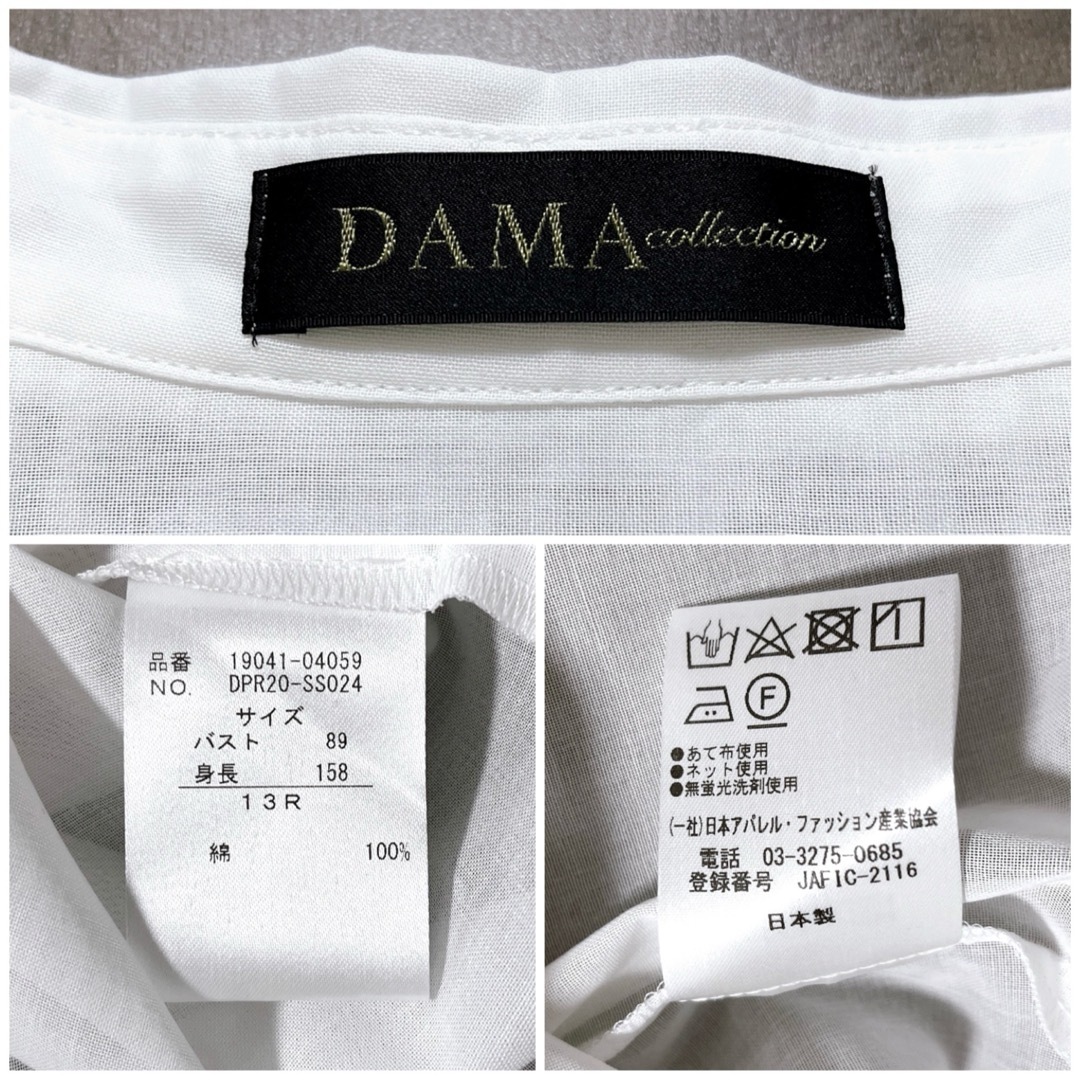 DAMA collection
品番 19041-04059
NO. DPR20-SS024
サイズ
バスト 89
身長 158
13R
綿 100%
F
●あて布使用
●ネット使用
●無蛍光洗剤使用
(一社)日本アパレル・ファッション産業協会
電話 03-3275-0685
登録番号 JAFIC-2116
日本製